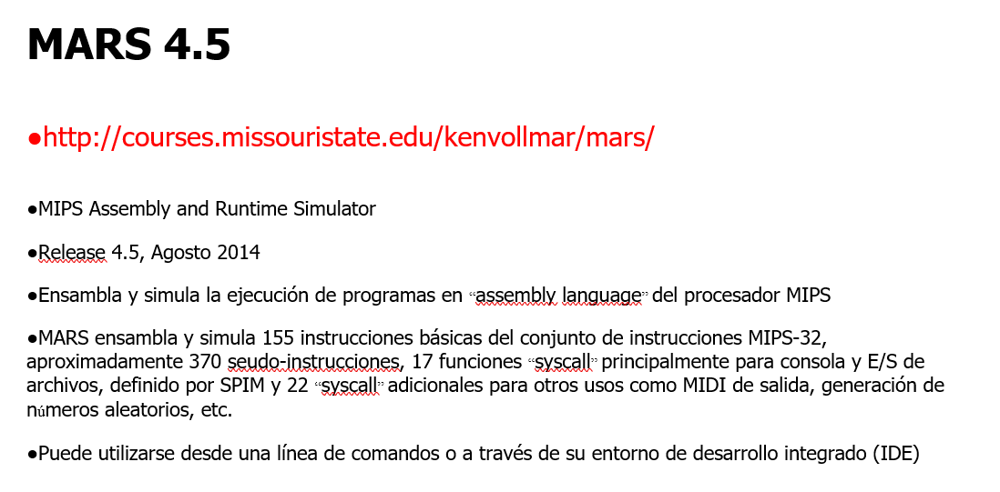 MARS 4.5
●http://courses.missouristate.edu/kenvollmar/mars/
●MIPS Assembly and Runtime Simulator
●Release 4.5, Agosto 2014
●Ensambla y simula la ejecución de programas en “assembly language” del procesador MIPS
●MARS ensambla y simula 155 instrucciones básicas del conjunto de instrucciones MIPS-32,
aproximadamente 370 seudo-instrucciones, 17 funciones “syscall” principalmente para consola y E/S de
archivos, definido por SPIM y 22 “syscall” adicionales para otros usos como MIDI de salida, generación de
números aleatorios, etc.
●Puede utilizarse desde una línea de comandos o a través de su entorno de desarrollo integrado (IDE)